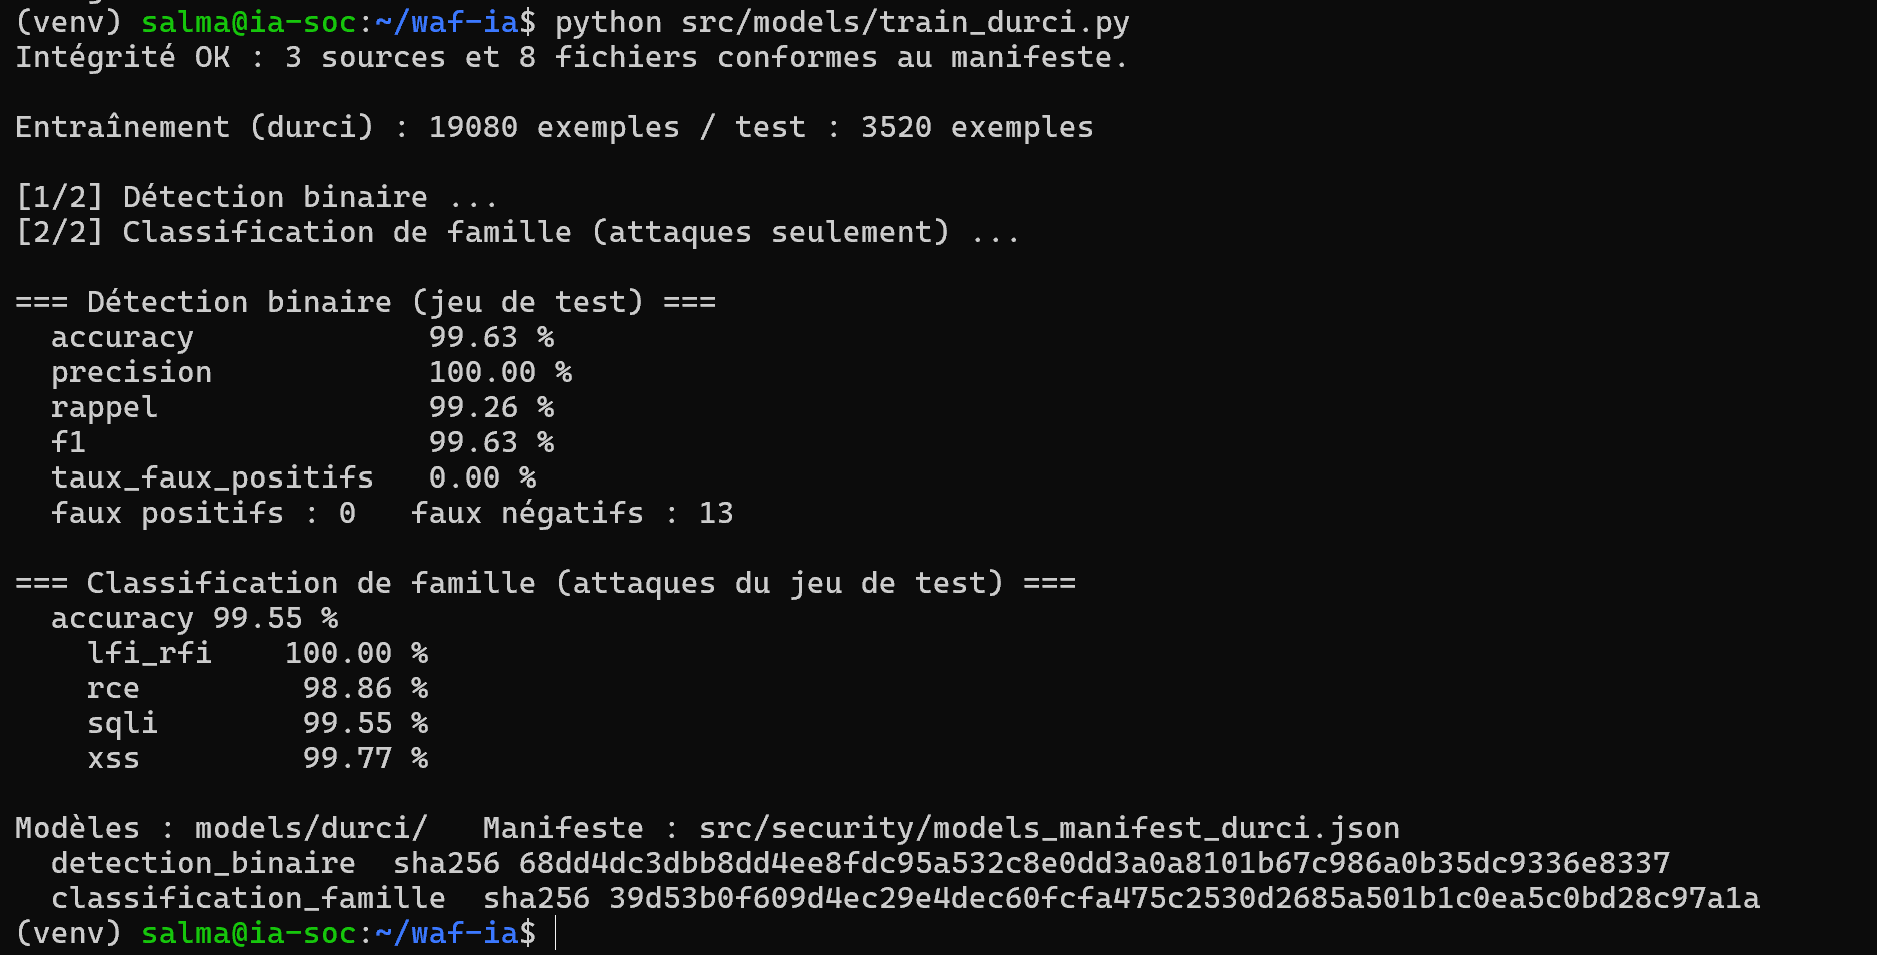 (venv) salma@ia-soc:~/waf-ia$ python src/models/train_durci.py
Intégrité OK : 3 sources et 8 fichiers conformes au manifeste.
Entraînement (durci) : 19080 exemples / test : 3520 exemples
[1/2] Détection binaire ...
[2/2] Classification de famille (attaques seulement) ...
=== Détection binaire (jeu de test) ===
accuracy 99.63 %
precision 100.00 %
rappel 99.26 %
f1 99.63 %
taux_faux_positifs 0.00 %
faux positifs : 0 faux négatifs : 13
=== Classification de famille (attaques du jeu de test) ===
accuracy 99.55 %
lfi_rfi 100.00 %
rce 98.86 %
sqli 99.55 %
xss 99.77 %
Modèles : models/durci/ Manifeste : src/security/models_manifest_durci.json
detection_binaire sha256 68dd4dc3dbb8dd4ee8fdc95a532c8e0dd3a0a8101b67c986a0b35dc9336e8337
classification_famille sha256 39d53b0f609d4ec29e4dec60fcfa475c2530d2685a501b1c0ea5c0bd28c97a1a
(venv) salma@ia-soc:~/waf-ia$